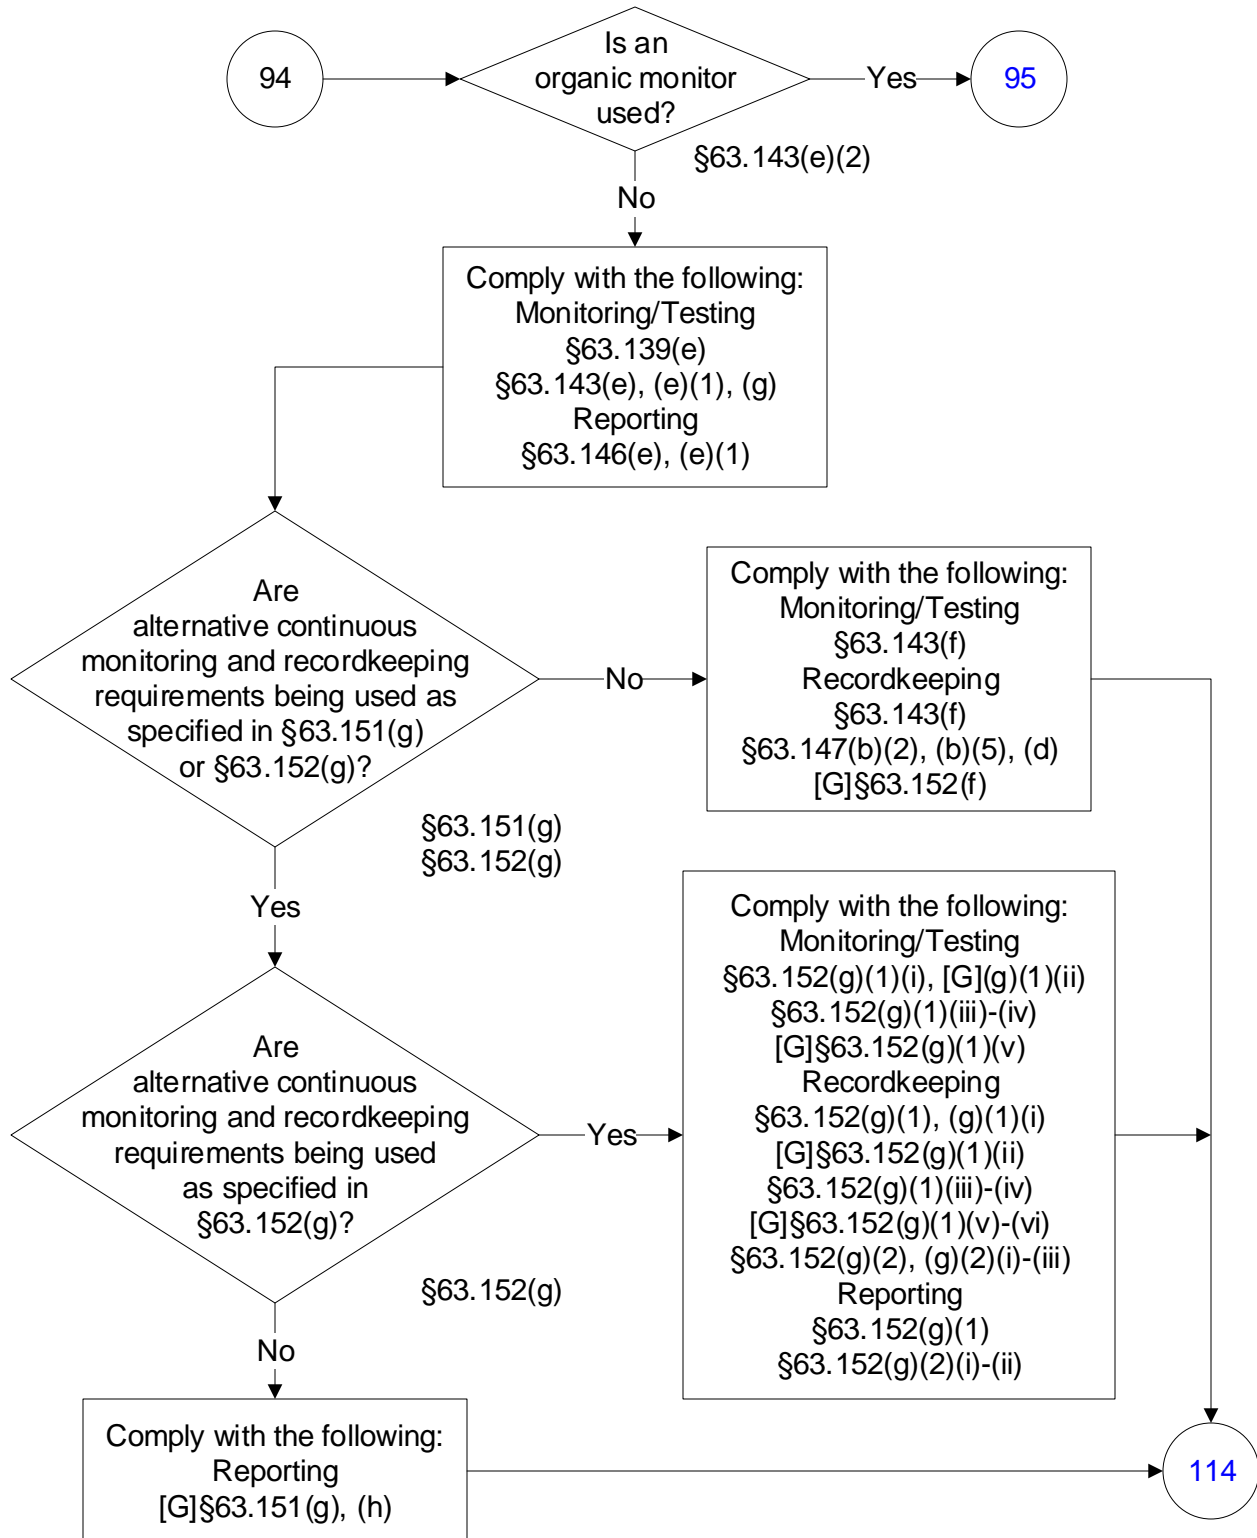 94
Is an
organic monitor
used?
Yes
95
§63.143(e)(2)
No
Comply with the following:
Monitoring/Testing
§63.139(e)
§63.143(e), (e)(1), (g)
Reporting
§63.146(e), (e)(1)
Are
alternative continuous
monitoring and recordkeeping
requirements being used as
specified in §63.151(g)
or §63.152(g)?
No
Comply with the following:
Monitoring/Testing
§63.143(f)
Recordkeeping
§63.143(f)
§63.147(b)(2), (b)(5), (d)
[G]§63.152(f)
§63.151(g)
§63.152(g)
Yes
Are
alternative continuous
monitoring and recordkeeping
requirements being used
as specified in
§63.152(g)?
Yes
Comply with the following:
Monitoring/Testing
§63.152(g)(1)(i), [G](g)(1)(ii)
§63.152(g)(1)(iii)-(iv)
[G]§63.152(g)(1)(v)
Recordkeeping
§63.152(g)(1), (g)(1)(i)
[G]§63.152(g)(1)(ii)
§63.152(g)(1)(iii)-(iv)
[G]§63.152(g)(1)(v)-(vi)
§63.152(g)(2), (g)(2)(i)-(iii)
Reporting
§63.152(g)(1)
§63.152(g)(2)(i)-(ii)
§63.152(g)
No
Comply with the following:
Reporting
[G]§63.151(g), (h)
114